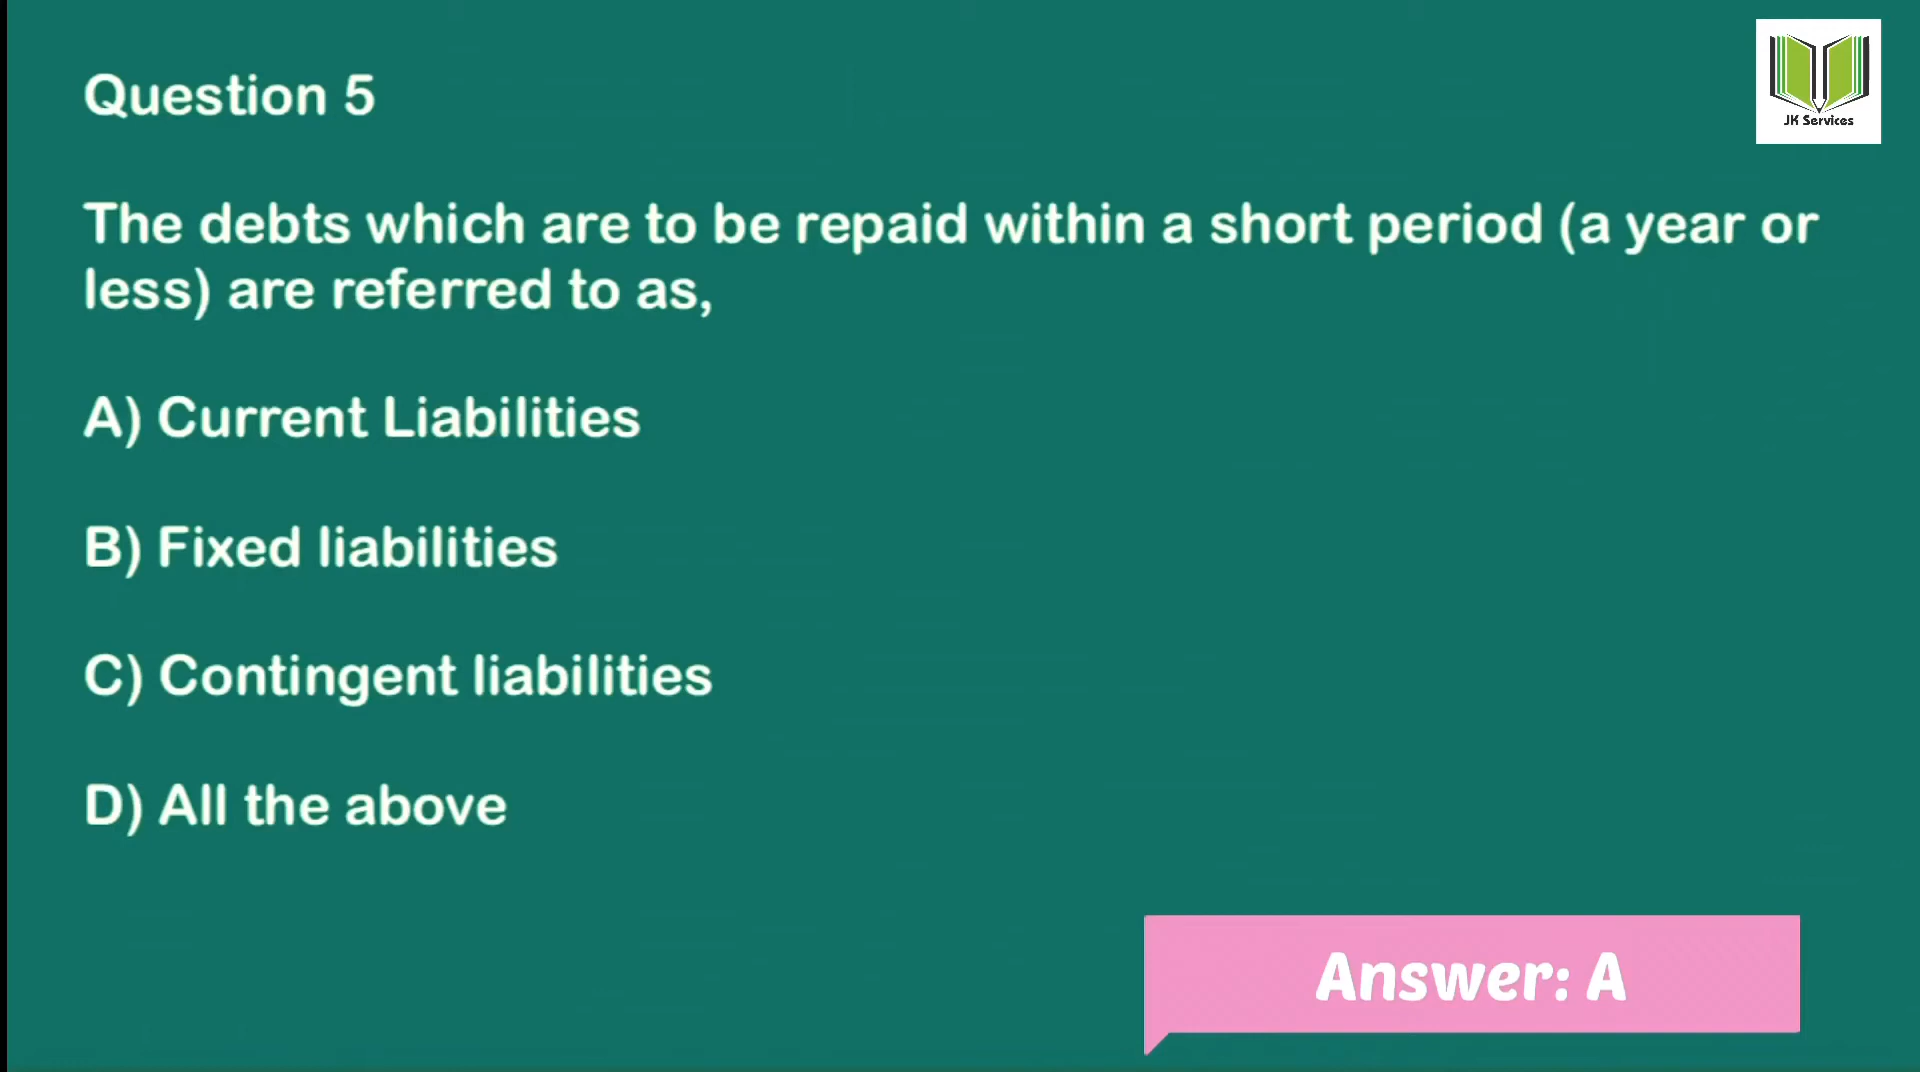 JK Services
Question 5
The debts which are to be repaid within a short period (a year or
less) are referred to as,
A) Current Liabilities
B) Fixed liabilities
C) Contingent liabilities
D) All the above
Answer: A